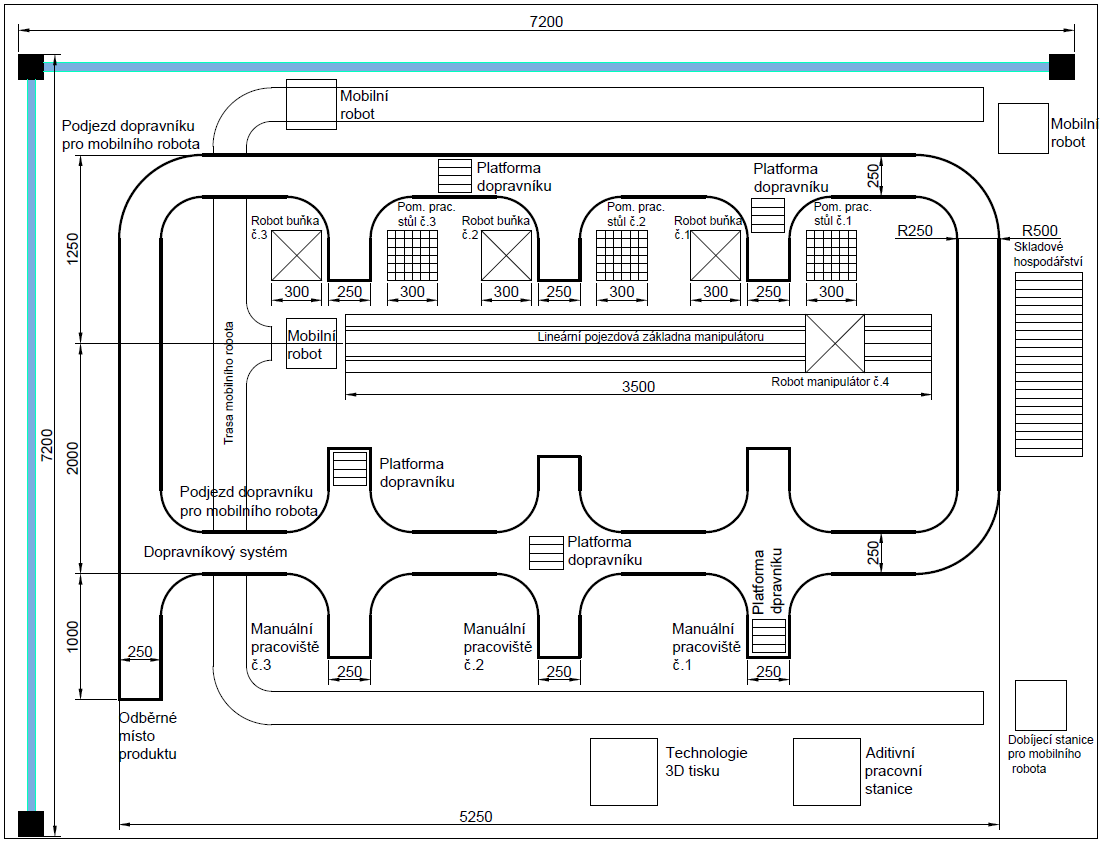 7200
Mobilní
robot
Mobilní
robot
Podjezd dopravníku
pro mobilního robota
Platforma
dopravníku
Platforma
dopravníku
250
Robot buňka
č.3
Pom. prac.
stůl č.3
Robot buňka
č.2
Pom. prac.
stůl č.2
Robot buňka
č.1
Pom. prac.
stůl č.1
R250
R500
Skladové
hospodářství
1250
300
250
300
300
250
300
300
250
300
Trasa mobilního robota
Mobilní
robot
Lineární pojezdová základna manipulátoru
Robot manipulátor č.4
3500
7200
2000
Platforma
dopravníku
Podjezd dopravníku
pro mobilního robota
Dopravníkový systém
Platforma
dopravníku
250
Platforma
dpravníku
1000
250
Manuální
pracoviště
č.3
Manuální
pracoviště
č.2
Manuální
pracoviště
č.1
250
250
250
Odběrné
místo
produktu
Technologie
3D tisku
Aditivní
pracovní
stanice
Dobíjecí stanice
pro mobilního
robota
5250